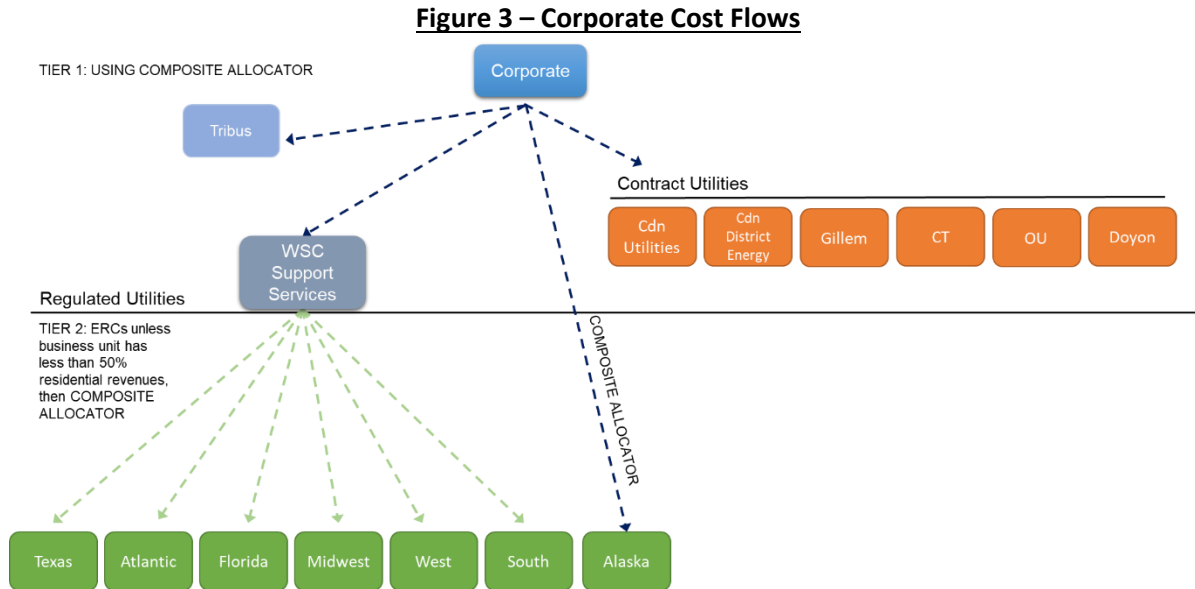 Figure 3 – Corporate Cost Flows
TIER 1: USING COMPOSITE ALLOCATOR
Corporate
Tribus
Contract Utilities
Cdn
Utilities
Cdn
District
Energy
Gillem
CT
OU
Doyon
WSC
Support
Services
Regulated Utilities
TIER 2: ERCs unless
business unit has
less than 50%
residential revenues,
then COMPOSITE
ALLOCATOR
COMPOSITE ALLOCATOR
Texas
Atlantic
Florida
Midwest
West
South
Alaska